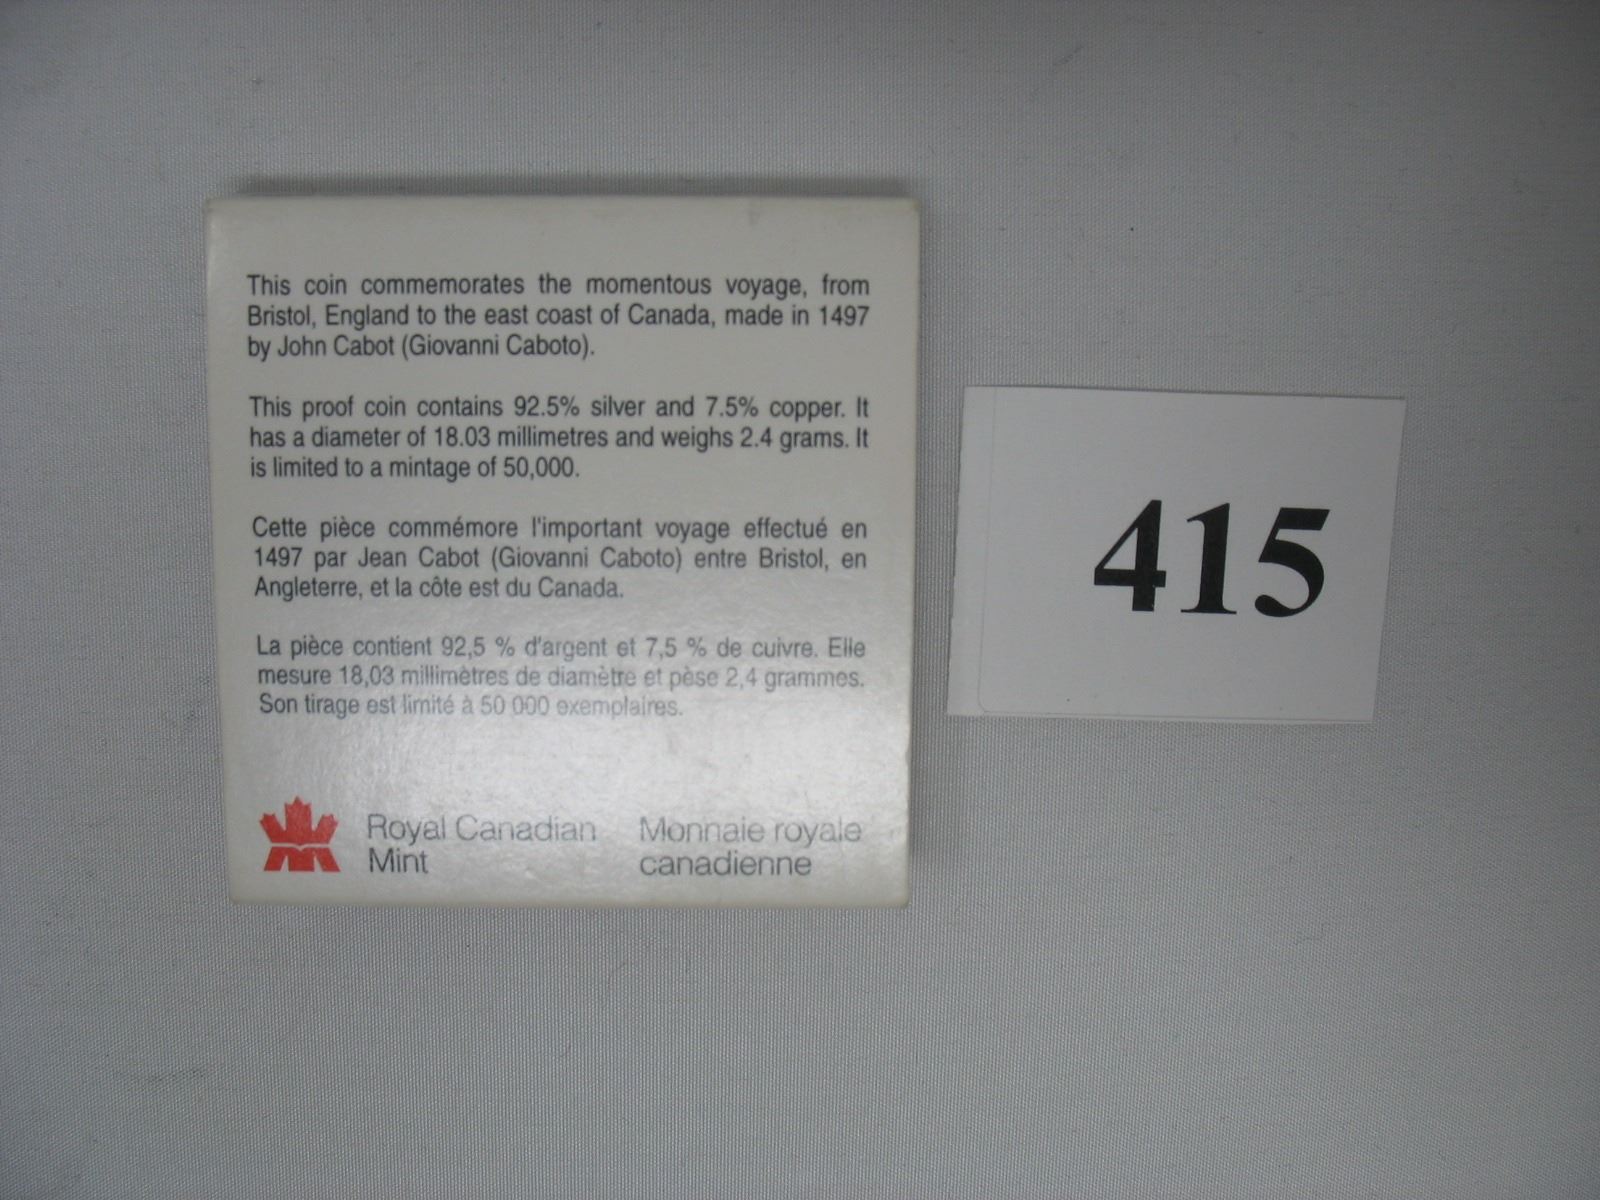 This coin commemorates the momentous voyage, from
Bristol, England to the east coast of Canada, made in 1497
by John Cabot (Giovanni Caboto).
This proof coin contains 92.5% silver and 7.5% copper. It
has a diameter of 18.03 millimetres and weighs 2.4 grams. It
is limited to a mintage of 50,000.
Cette pièce commémore l'important voyage effectué en
1497 par Jean Cabot (Giovanni Caboto) entre Bristol, en
Angleterre, et la côte est du Canada.
La pièce contient 92,5 % d'argent et 7,5 % de cuivre. Elle
mesure 18,03 millimètres de diamètre et pèse 2,4 grammes.
Son tirage est limité à 50 000 exemplaires.
Royal Canadian
Mint
Monnaie royale
canadienne
415